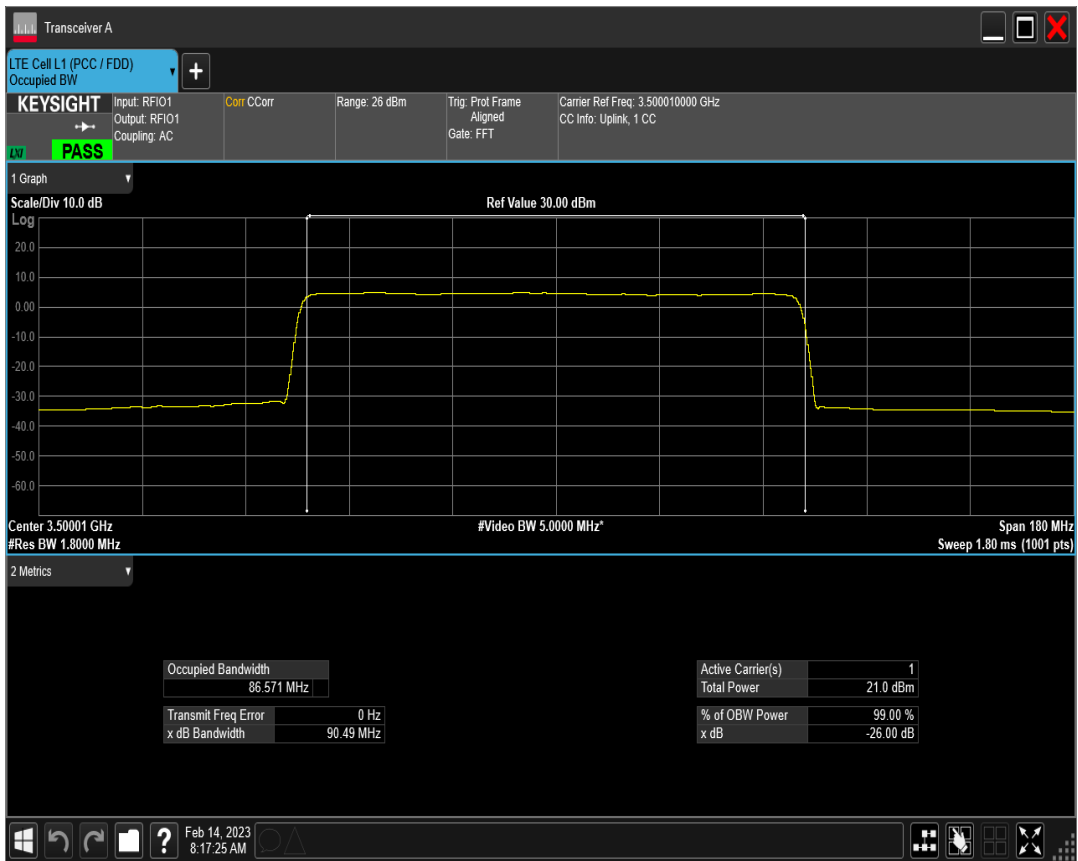 Transceiver A
LTE Cell L1 (PCC / FDD)
Occupied BW
KEYSIGHT
LXI
PASS
Input: RFIO1
Output: RFIO1
Coupling: AC
Corr CCorr
Range: 26 dBm
Trig: Prot Frame
Aligned
Gate: FFT
Carrier Ref Freq: 3.500010000 GHz
CC Info: Uplink, 1 CC
1 Graph
Scale/Div 10.0 dB
Ref Value 30.00 dBm
Log
20.0
10.0
0.00
-10.0
-20.0
-30.0
-40.0
-50.0
-60.0
Center 3.50001 GHz
#Video BW 5.0000 MHz*
Span 180 MHz
#Res BW 1.8000 MHz
Sweep 1.80 ms (1001 pts)
2 Metrics
Occupied Bandwidth
86.571 MHz
Transmit Freq Error 0 Hz
x dB Bandwidth 90.49 MHz
Active Carrier(s) 1
Total Power 21.0 dBm
% of OBW Power 99.00 %
x dB -26.00 dB
Feb 14, 2023
8:17:25 AM